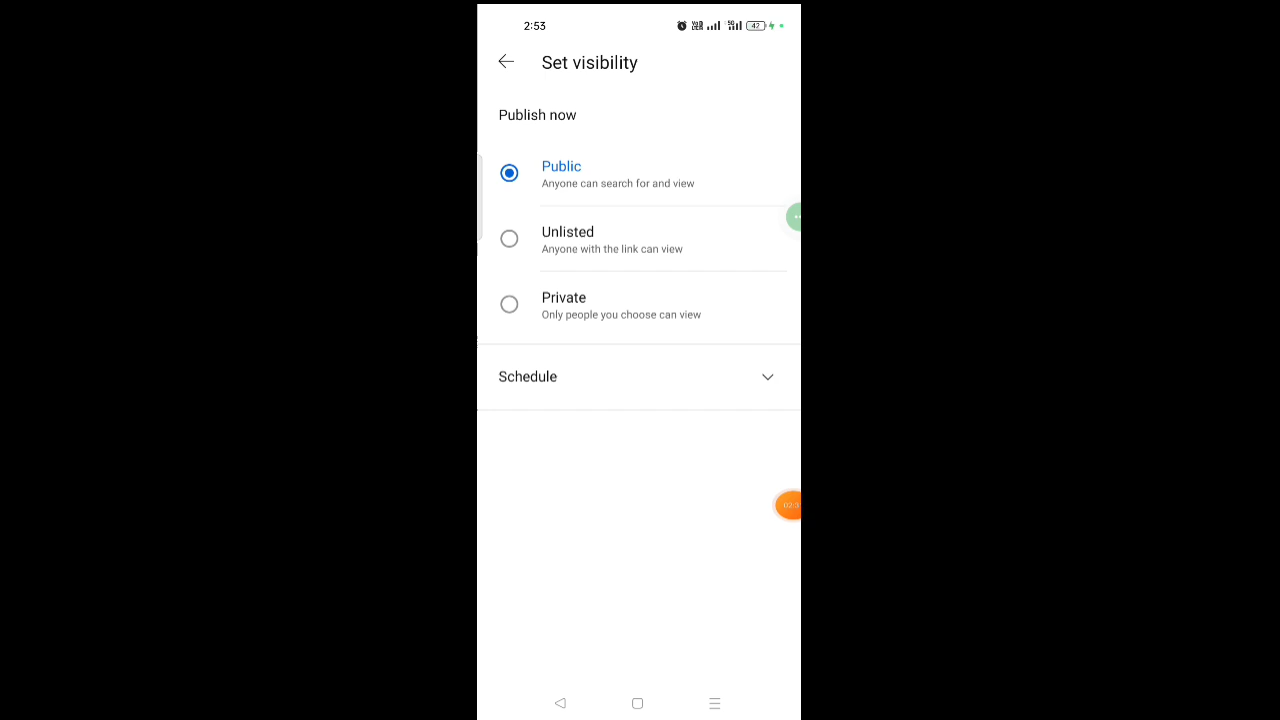 2:53
42
Set visibility
Publish now
Public
Anyone can search for and view
Unlisted
Anyone with the link can view
Private
Only people you choose can view
Schedule